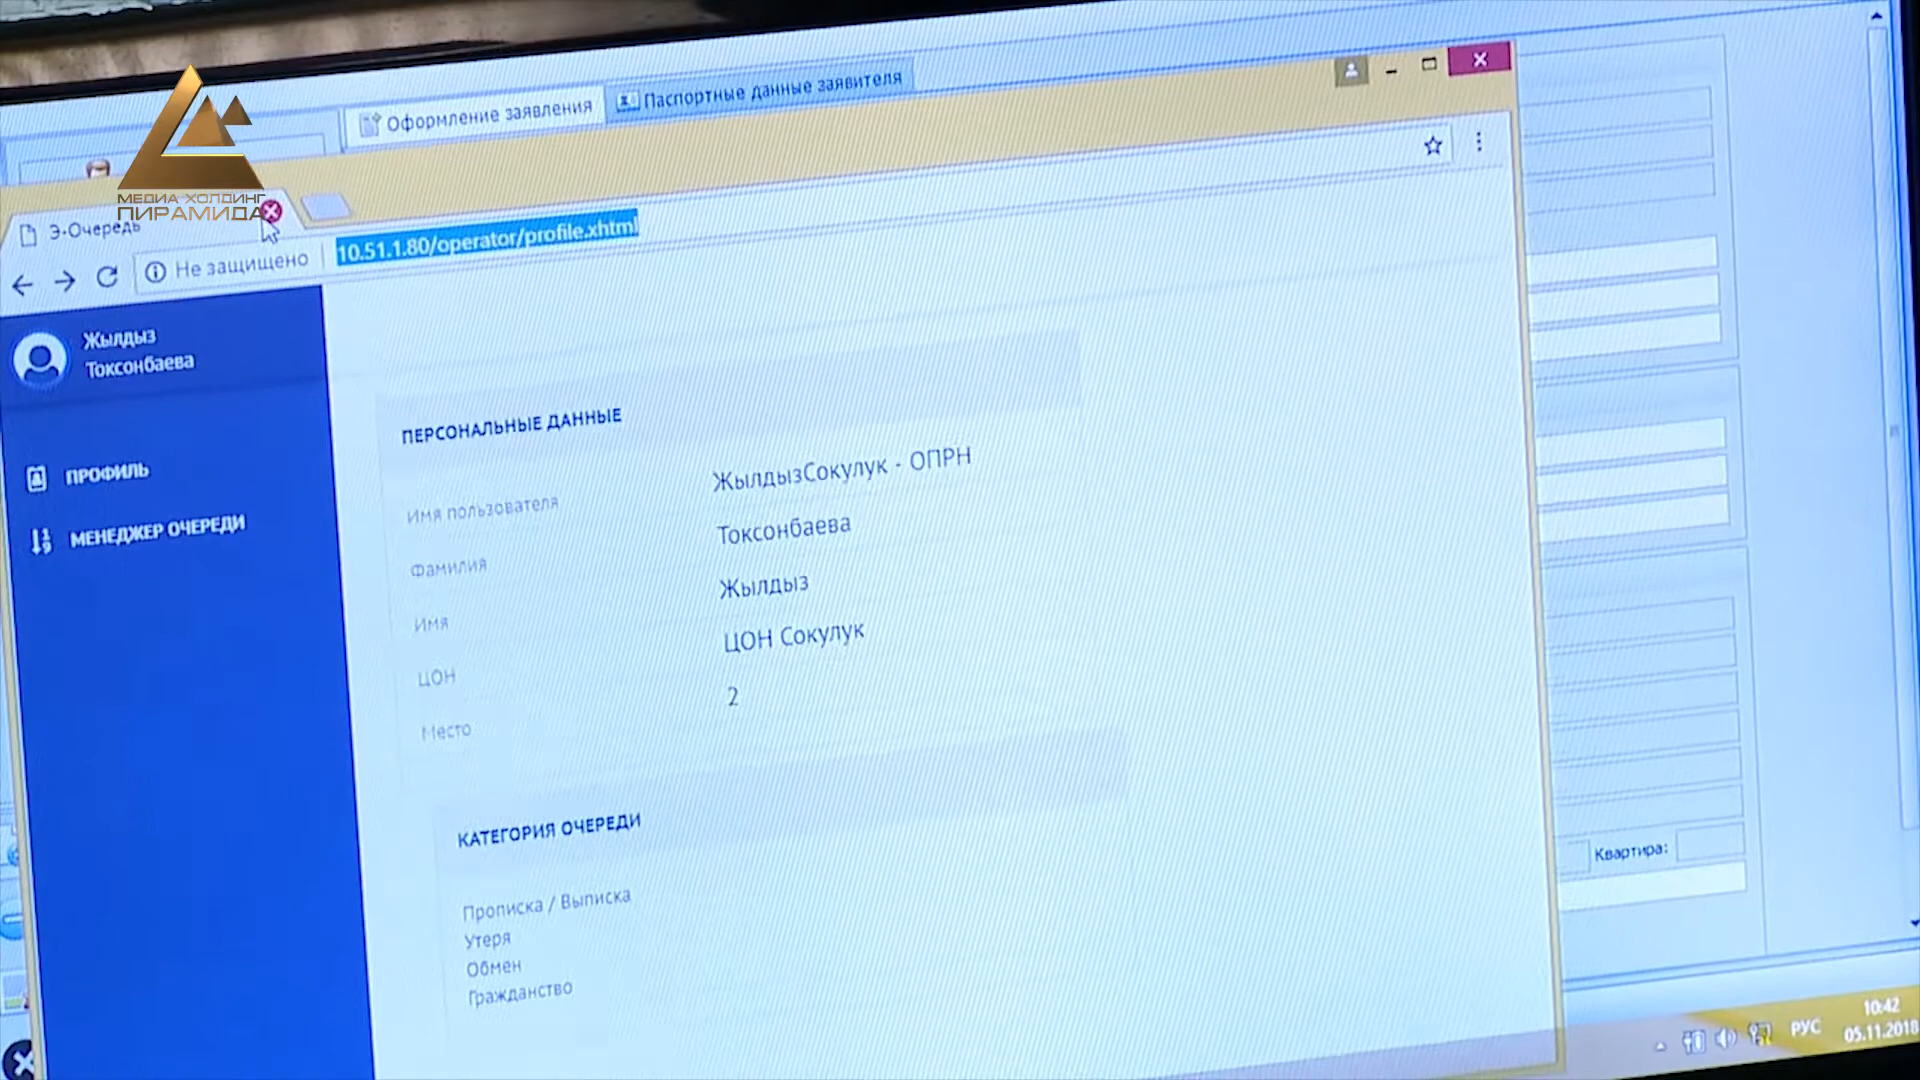 Оформление заявления
Паспортные данные заявителя
МЕДИА ХОЛДИНГ
ПИРАМИДА
Э-Очередь
Не защищено
10.51.1.80/operator/profile.xhtml
Жылдыз
Токсонбаева
ПРОФИЛЬ
МЕНЕДЖЕР ОЧЕРЕДИ
ПЕРСОНАЛЬНЫЕ ДАННЫЕ
Имя пользователя
ЖылдызСокулук - ОПРН
Фамилия
Токсонбаева
Имя
Жылдыз
ЦОН
ЦОН Сокулук
Место
2
КАТЕГОРИЯ ОЧЕРЕДИ
Прописка / Выписка
Утеря
Обмен
Гражданство
Квартира:
РУС
10:42
05.11.2018